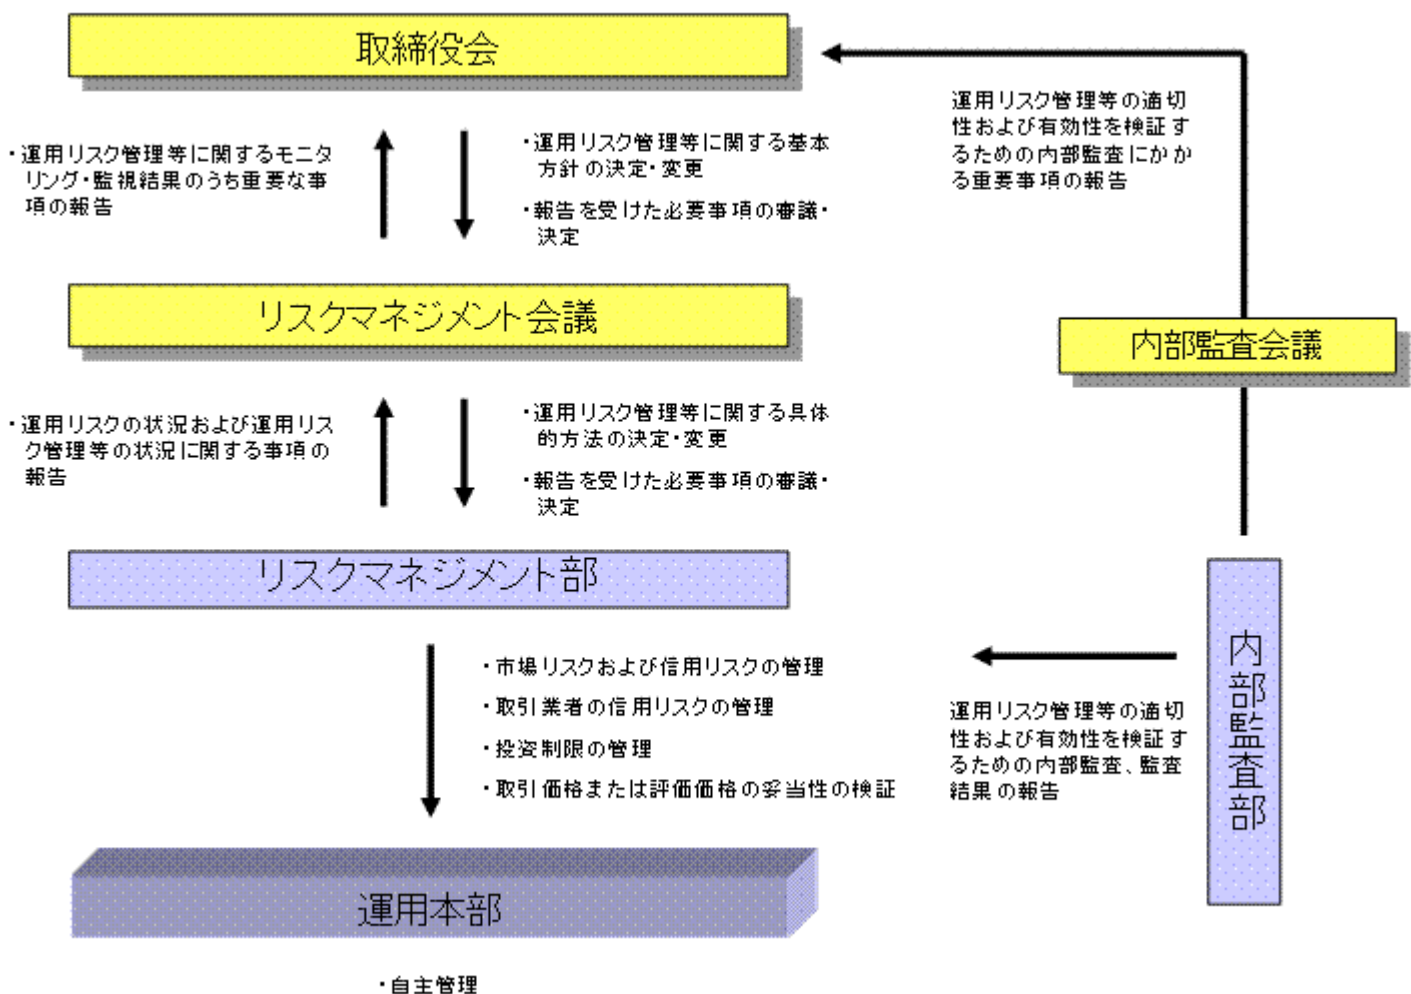 取締役会
運用リスク管理等の適切
性および有効性を検証す
るための内部監査にかか
る重要事項の報告
・運用リスク管理等に関するモニタ
リング・監視結果のうち重要な事
項の報告
・運用リスク管理等に関する基本
方針の決定・変更
・報告を受けた必要事項の審議・
決定
リスクマネジメント会議
内部監査会議
・運用リスクの状況および運用リス
ク管理等の状況に関する事項の
報告
・運用リスク管理等に関する具体
的方法の決定・変更
・報告を受けた必要事項の審議・
決定
リスクマネジメント部
内部監査部
・市場リスクおよび信用リスクの管理
・取引業者の信用リスクの管理
・投資制限の管理
・取引価格または評価価格の妥当性の検証
運用リスク管理等の適切
性および有効性を検証す
るための内部監査、監査
結果の報告
運用本部
・自主管理